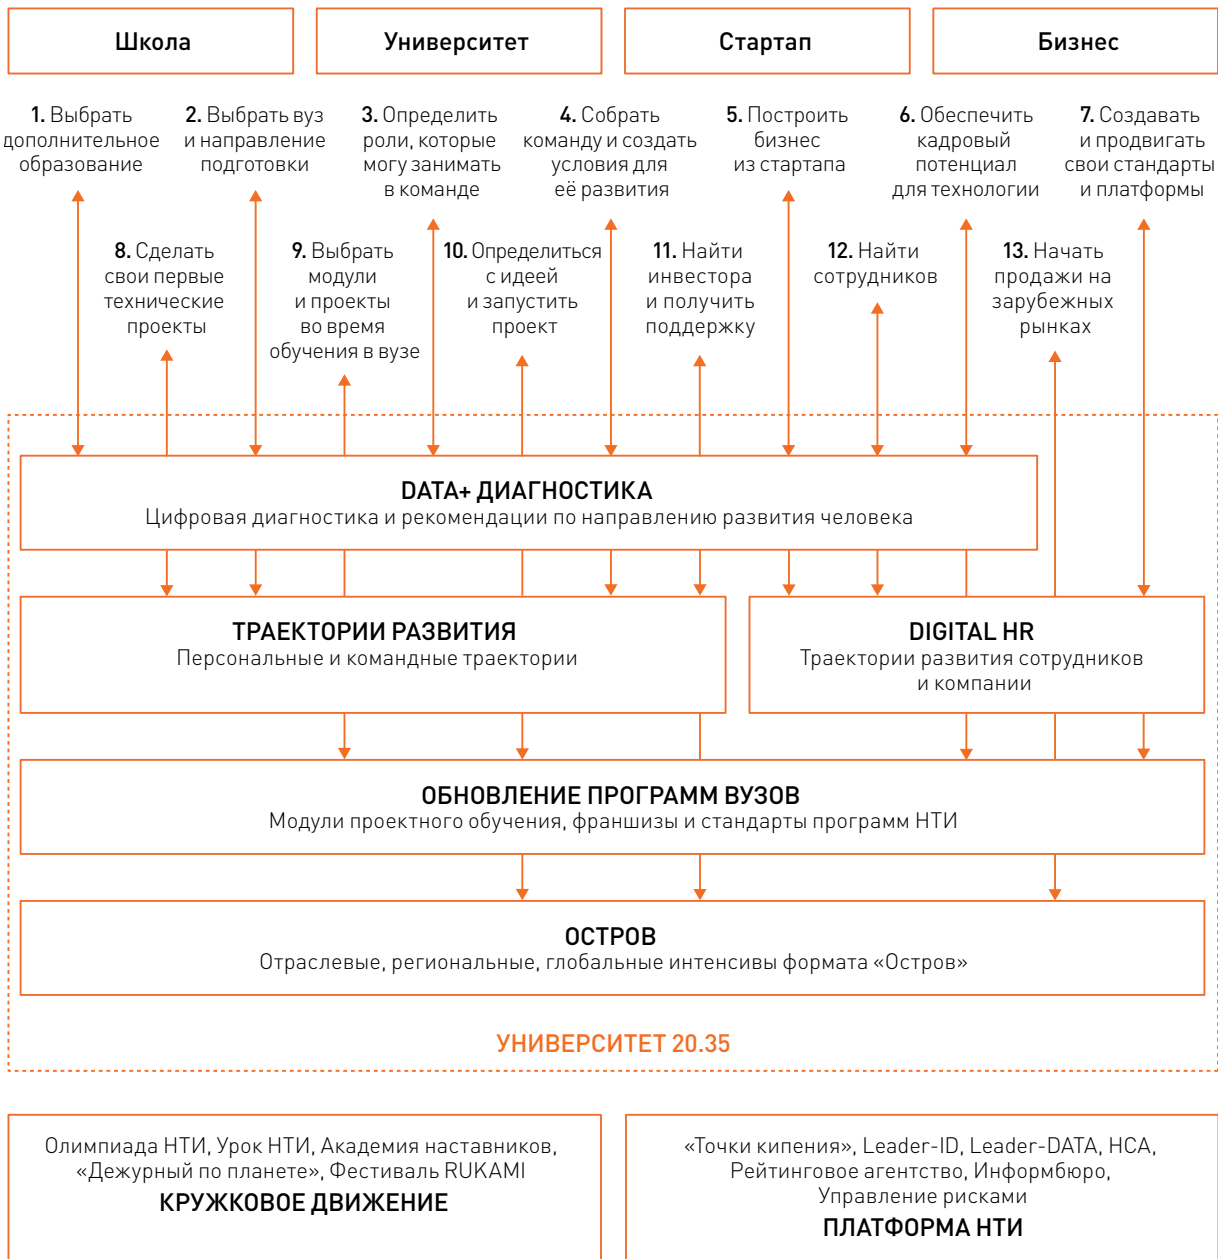 Школа
Университет
Стартап
Бизнес
1. Выбрать
дополнительное
образование
2. Выбрать вуз
и направление
подготовки
3. Определить
роли, которые
могу занимать
в команде
4. Собрать
команду и создать
условия для
её развития
5. Построить
бизнес
из стартапа
6. Обеспечить
кадровый
потенциал
для технологии
7. Создавать
и продвигать
свои стандарты
и платформы
8. Сделать
свои первые
технические
проекты
9. Выбрать
модули
и проекты
во время
обучения в вузе
10. Определиться
с идеей
и запустить
проект
11. Найти
инвестора
и получить
поддержку
12. Найти
сотрудников
13. Начать
продажи на
зарубежных
рынках
DATA+ ДИАГНОСТИКА
Цифровая диагностика и рекомендации по направлению развития человека
ТРАЕКТОРИИ РАЗВИТИЯ
Персональные и командные траектории
DIGITAL HR
Траектории развития сотрудников
и компании
ОБНОВЛЕНИЕ ПРОГРАММ ВУЗОВ
Модули проектного обучения, франшизы и стандарты программ НТИ
ОСТРОВ
Отраслевые, региональные, глобальные интенсивы формата «Остров»
УНИВЕРСИТЕТ 20.35
Олимпиада НТИ, Урок НТИ, Академия наставников,
«Дежурный по планете», Фестиваль RUKAMI
КРУЖКОВОЕ ДВИЖЕНИЕ
«Точки кипения», Leader-ID, Leader-DATA, НСА,
Рейтинговое агентство, Информбюро,
Управление рисками
ПЛАТФОРМА НТИ